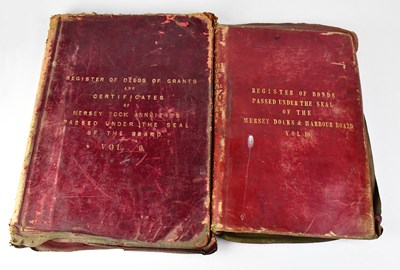 REGISTER OF DEEDS OF GRANTS
AND
CERTIFICATES
OF
MERSEY DOCK ANNUITIES
PASSED UNDER THE SEAL
OF THE BOARD
VOL.
REGISTER OF BONDS
PASSED UNDER THE SEAL
OF THE
MERSEY DOCKS & HARBOUR BOARD
VOL.